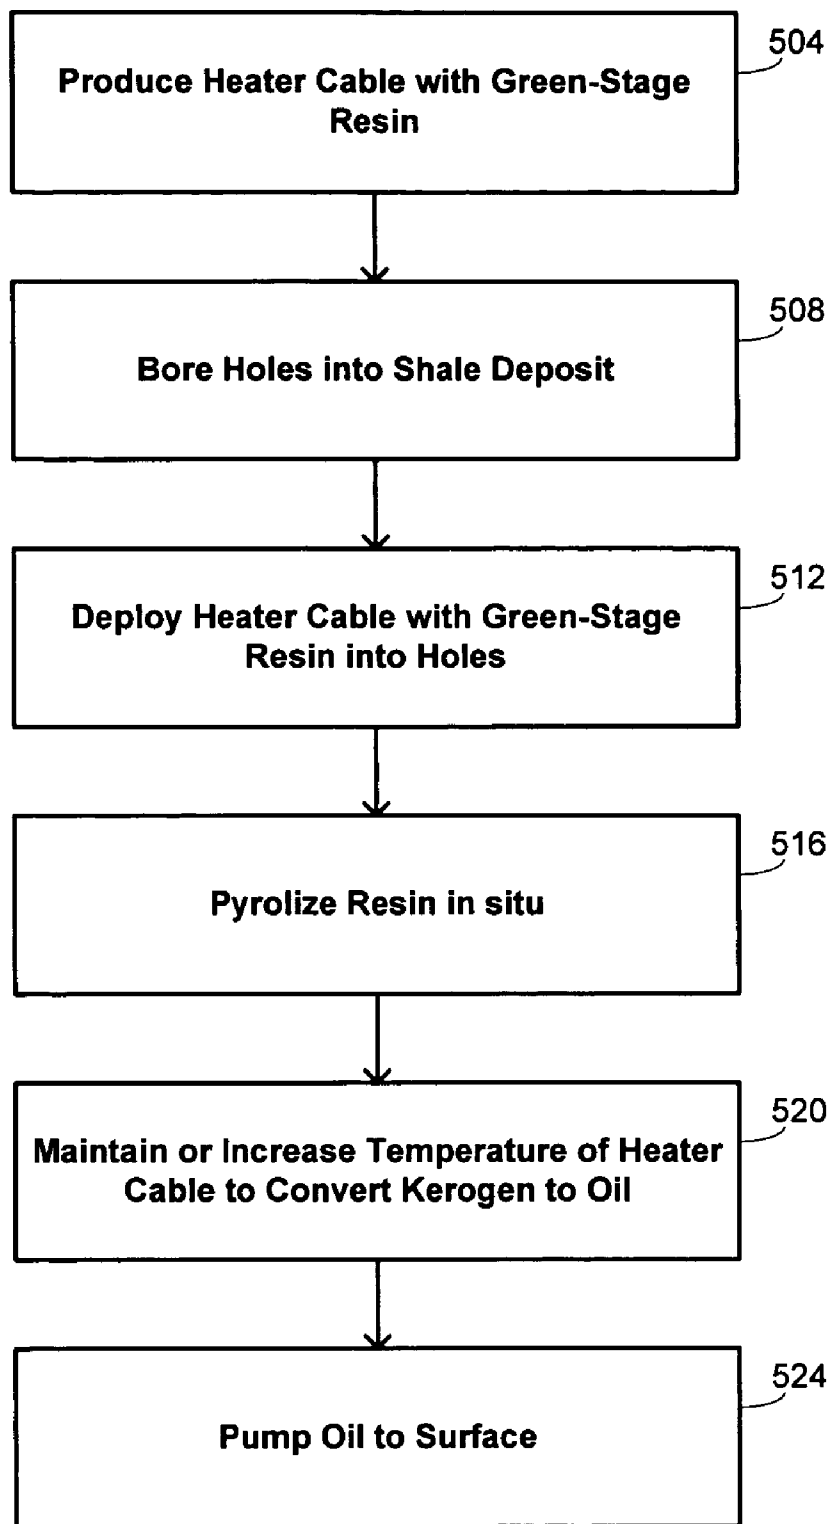 504
Produce Heater Cable with Green-Stage
Resin
508
Bore Holes into Shale Deposit
512
Deploy Heater Cable with Green-Stage
Resin into Holes
516
Pyrolize Resin in situ
520
Maintain or Increase Temperature of Heater
Cable to Convert Kerogen to Oil
524
Pump Oil to Surface